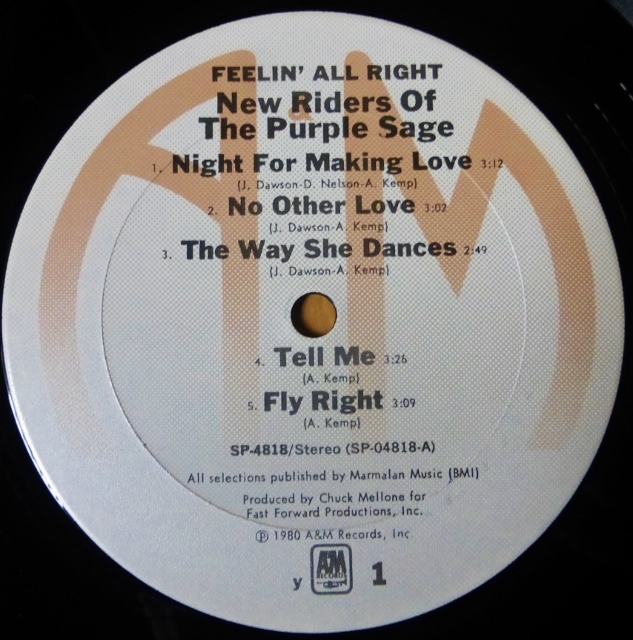 FEELIN' ALL RIGHT
New Riders Of
The Purple Sage
1. Night For Making Love 3:12
(J. Dawson-D. Nelson-A. Kemp)
2. No Other Love 3:02
(J. Dawson-A. Kemp)
3. The Way She Dances 2:49
(J. Dawson-A. Kemp)
4. Tell Me 3:26
(A. Kemp)
5. Fly Right 3:09
(A. Kemp)
SP-4818/Stereo (SP-04818-A)
All selections published by Marmalan Music (BMI)
Produced by Chuck Mellone for
Fast Forward Productions, Inc.
℗ 1980 A&M Records, Inc
y A&M RECORDS 1